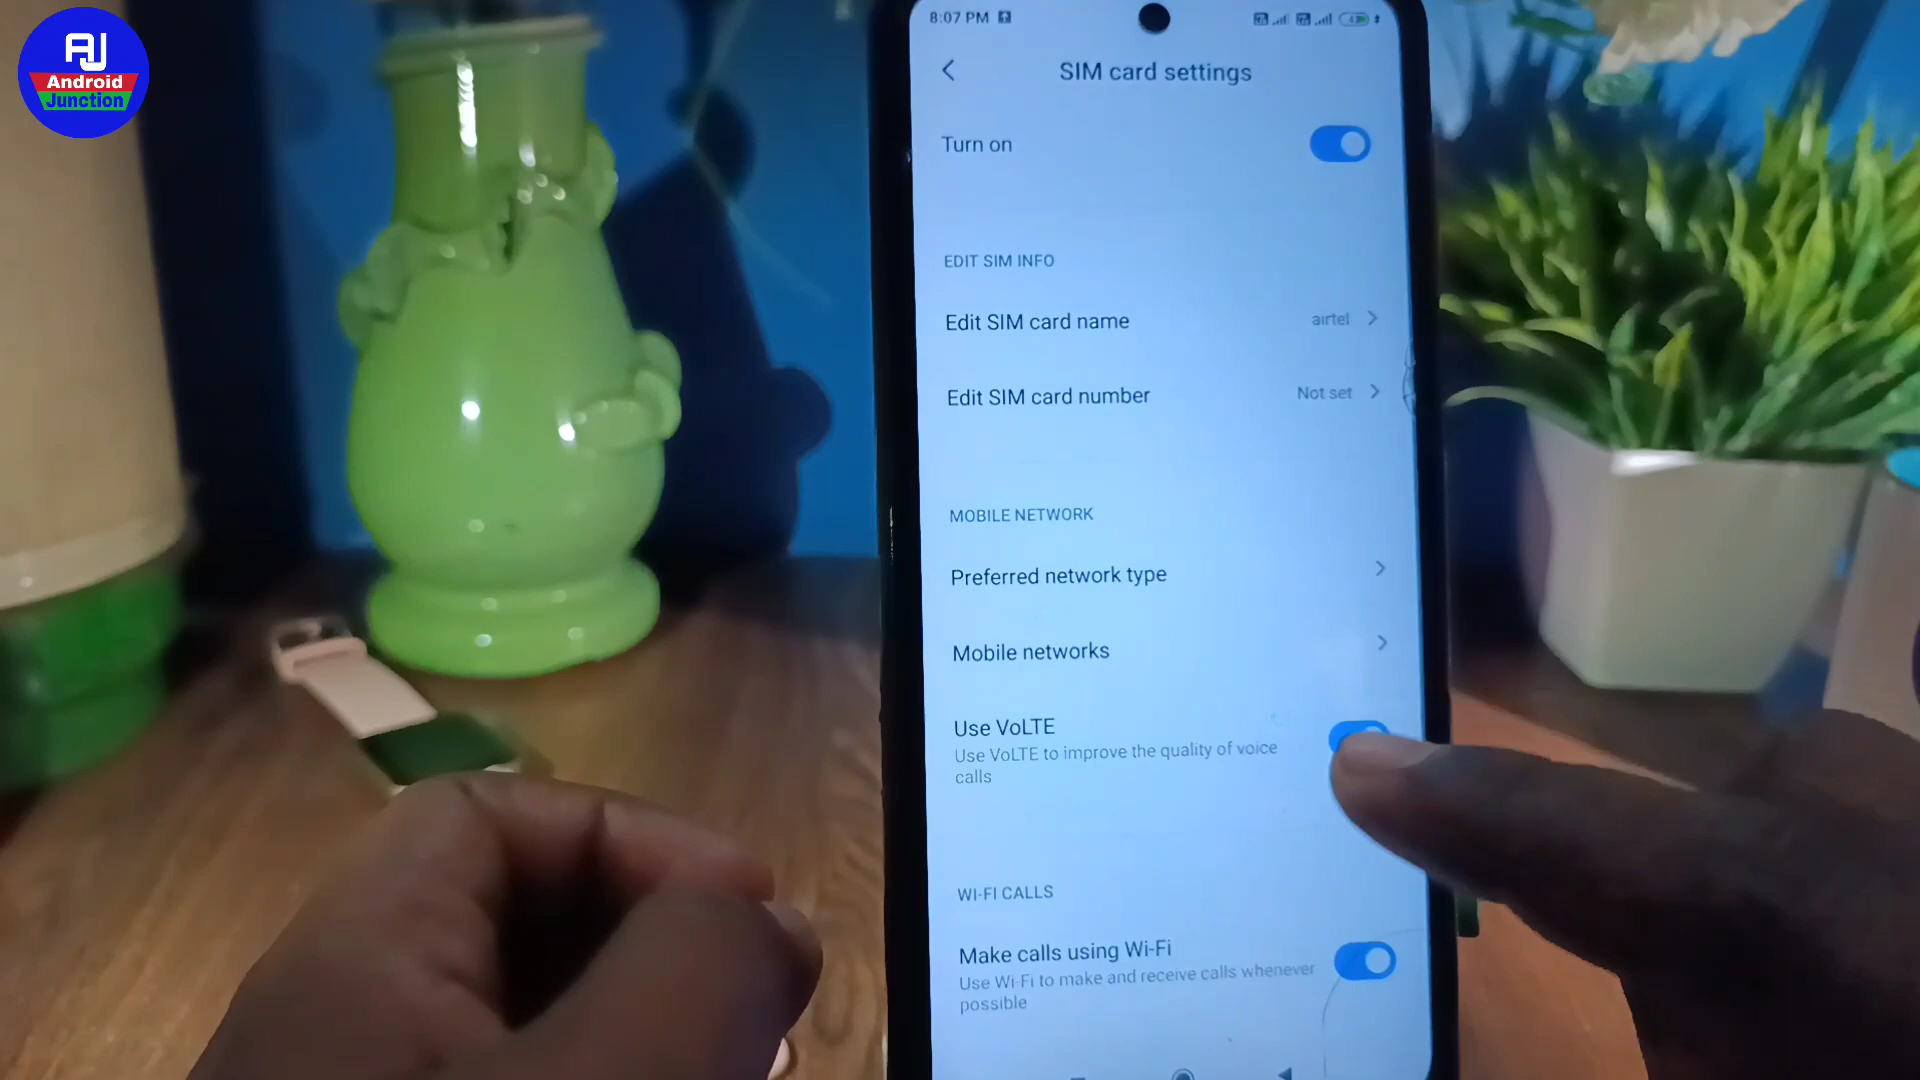 AJ
Android
Junction
8:07 PM
SIM card settings
Turn on
EDIT SIM INFO
Edit SIM card name airtel
Edit SIM card number Not set
MOBILE NETWORK
Preferred network type
Mobile networks
Use VoLTE
Use VoLTE to improve the quality of voice
calls
WI-FI CALLS
Make calls using Wi-Fi
Use Wi-Fi to make and receive calls whenever
possible